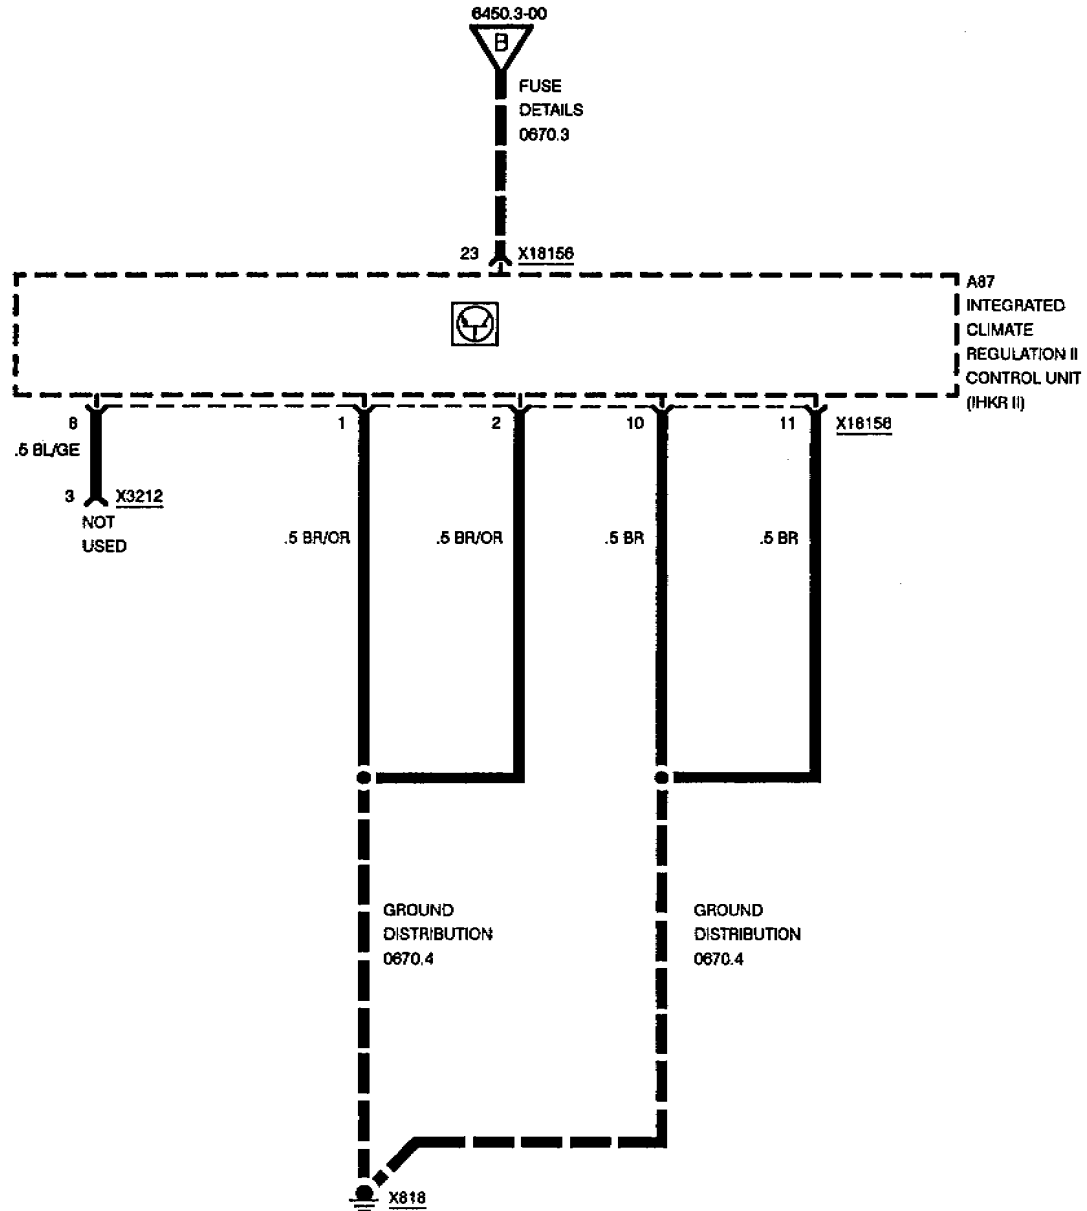 6450.3-00
B
FUSE
DETAILS
0670.3
23 X18156
A87
INTEGRATED
CLIMATE
REGULATION II
CONTROL UNIT
(IHKR II)
8 1 2 10 11 X18156
.5 BL/GE
3 X3212
NOT
USED
.5 BR/OR .5 BR/OR .5 BR .5 BR
GROUND
DISTRIBUTION
0670.4
GROUND
DISTRIBUTION
0670.4
X818